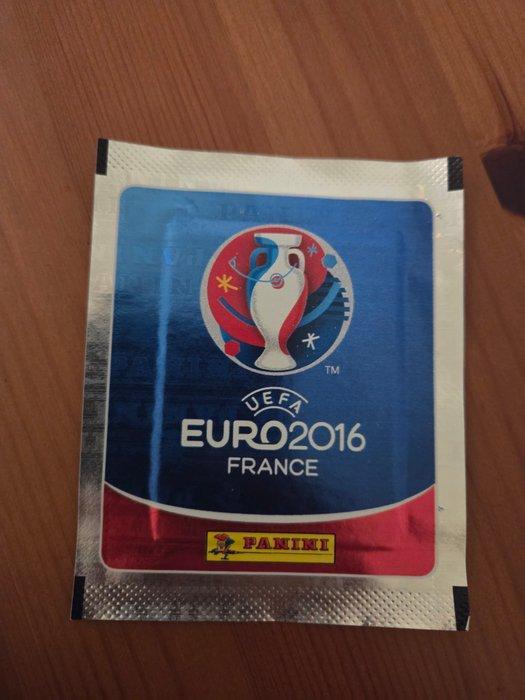 TM
UEFA
EURO2016
FRANCE
PANINI